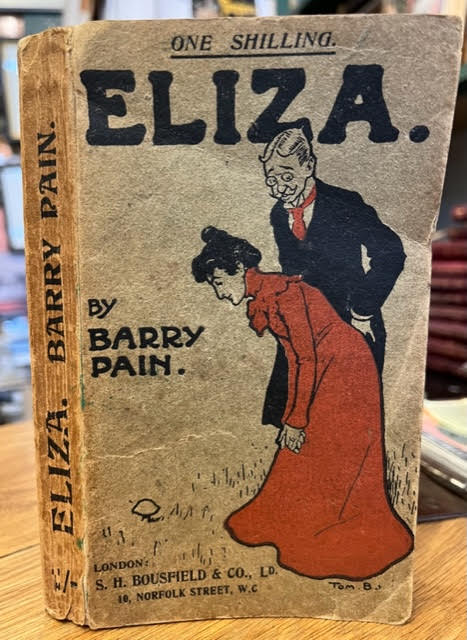 ELIZA. BARRY PAIN.
1/-
ONE SHILLING.
ELIZA.
BY
BARRY
PAIN.
LONDON:
S. H. BOUSFIELD & CO., LD.
10, NORFOLK STREET, W.C
Tom. B.